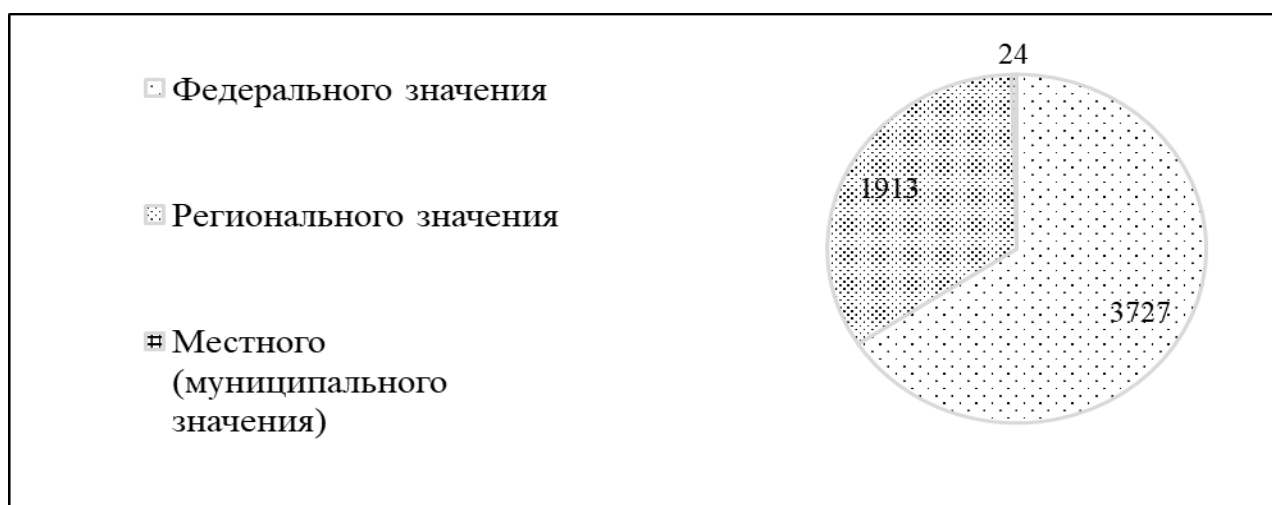 Федерального значения
Регионального значения
Местного
(муниципального
значения)
24
1913
3727